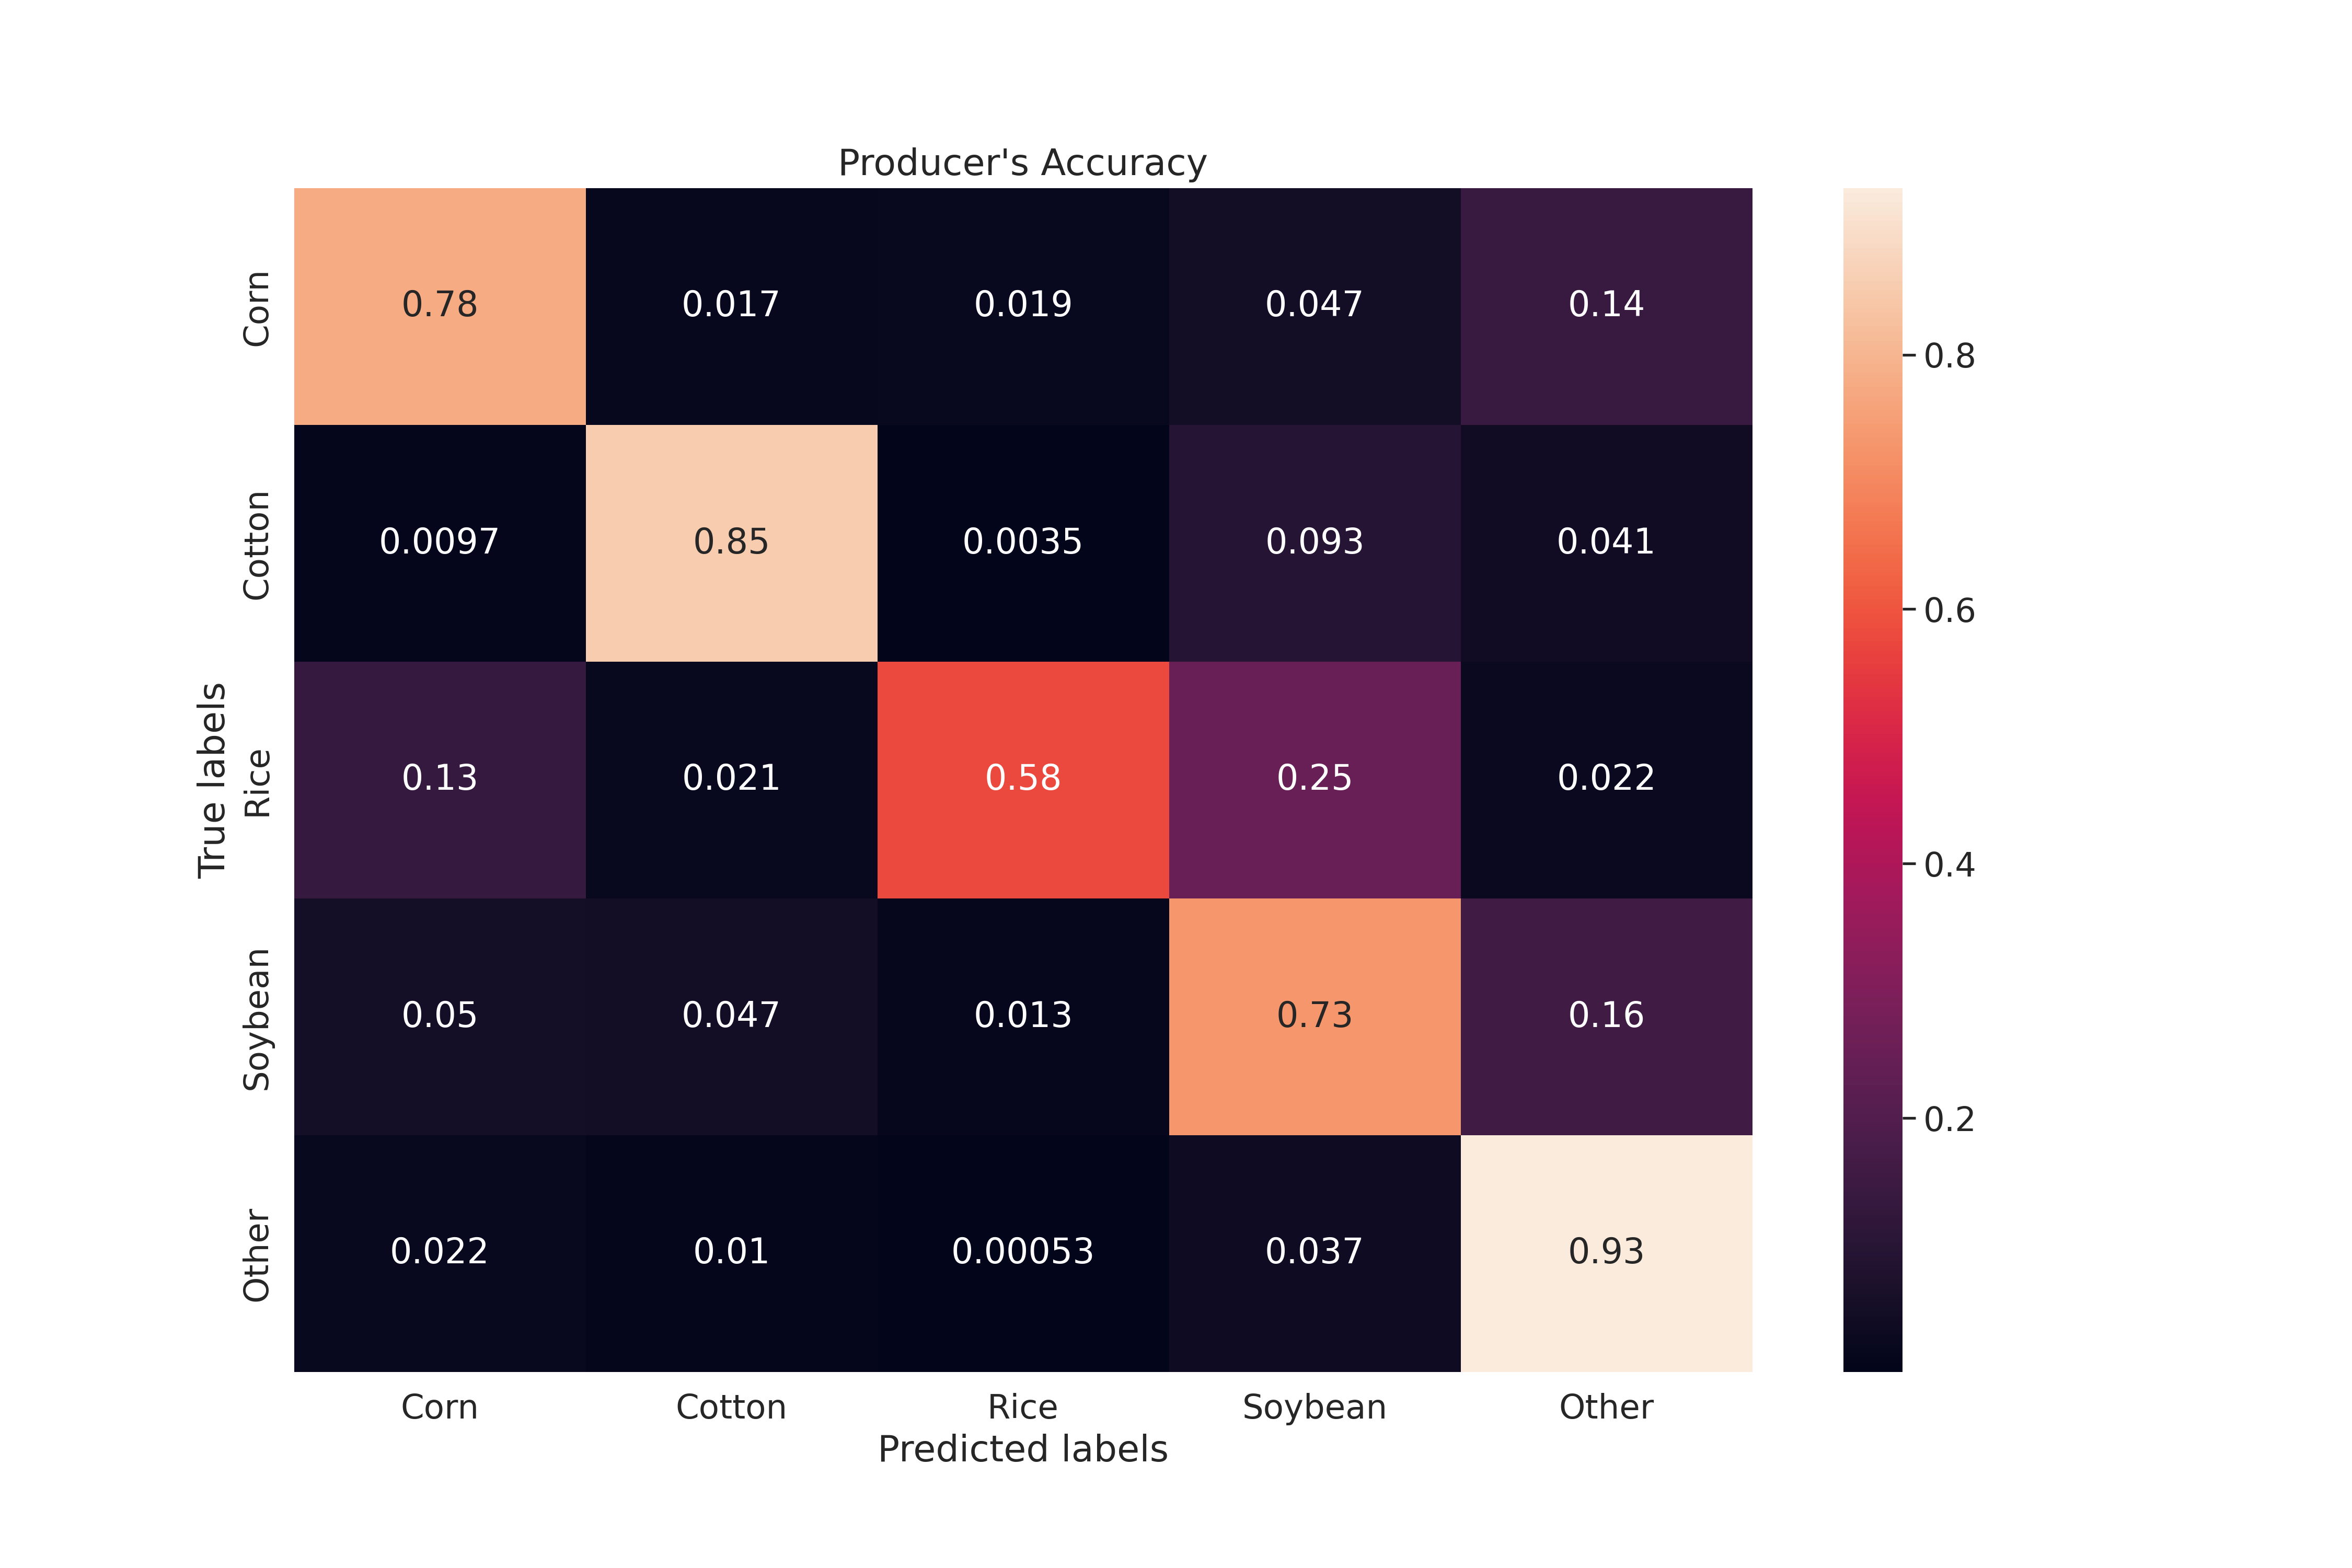 Producer's Accuracy
True labels
Corn 0.78 0.017 0.019 0.047 0.14
Cotton 0.0097 0.85 0.0035 0.093 0.041
Rice 0.13 0.021 0.58 0.25 0.022
Soybean 0.05 0.047 0.013 0.73 0.16
Other 0.022 0.01 0.00053 0.037 0.93
Corn Cotton Rice Soybean Other
Predicted labels
0.8
0.6
0.4
0.2